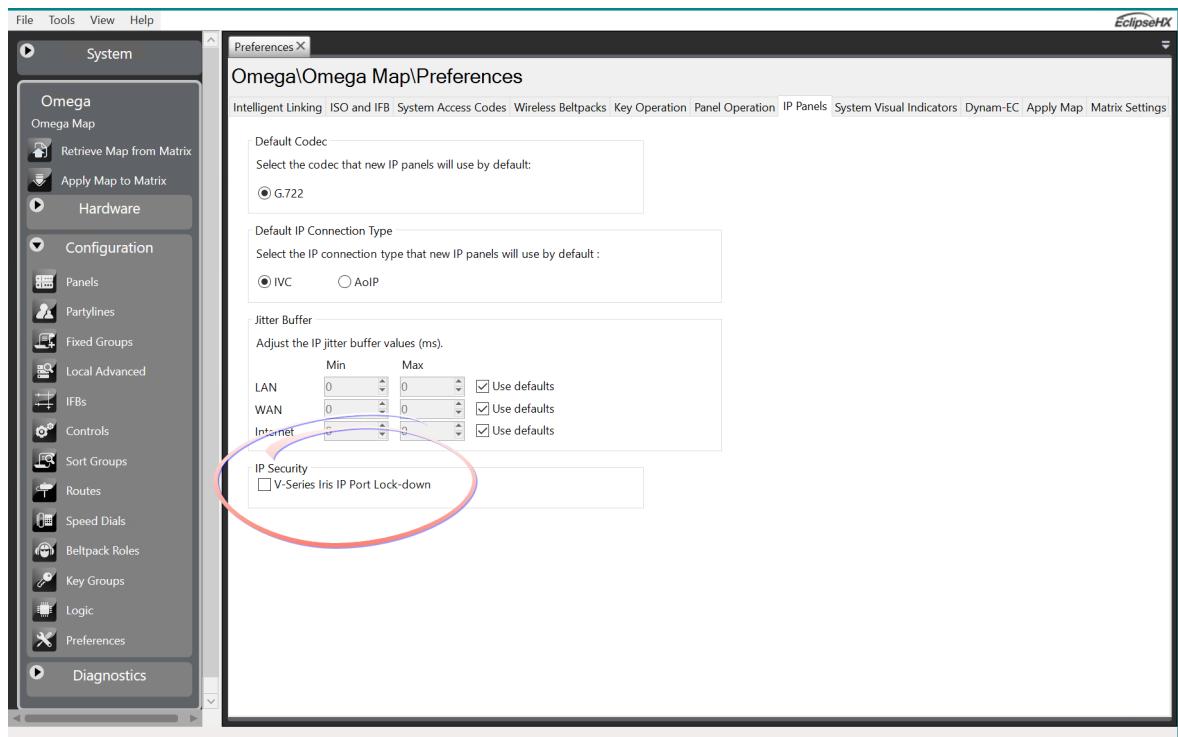 File Tools View Help
EclipseHX
System
Omega
Omega Map
Retrieve Map from Matrix
Apply Map to Matrix
Hardware
Configuration
Panels
Partylines
Fixed Groups
Local Advanced
IFBs
Controls
Sort Groups
Routes
Speed Dials
Beltpack Roles
Key Groups
Logic
Preferences
Diagnostics
Preferences
Omega\Omega Map\Preferences
Intelligent Linking ISO and IFB System Access Codes Wireless Beltpacks Key Operation Panel Operation IP Panels System Visual Indicators Dynam-EC Apply Map Matrix Settings
Default Codec
Select the codec that new IP panels will use by default:
G.722
Default IP Connection Type
Select the IP connection type that new IP panels will use by default :
IVC AoIP
Jitter Buffer
Adjust the IP jitter buffer values (ms).
Min Max
LAN 0 0 Use defaults
WAN 0 0 Use defaults
Internet 0 0 Use defaults
IP Security
V-Series Iris IP Port Lock-down